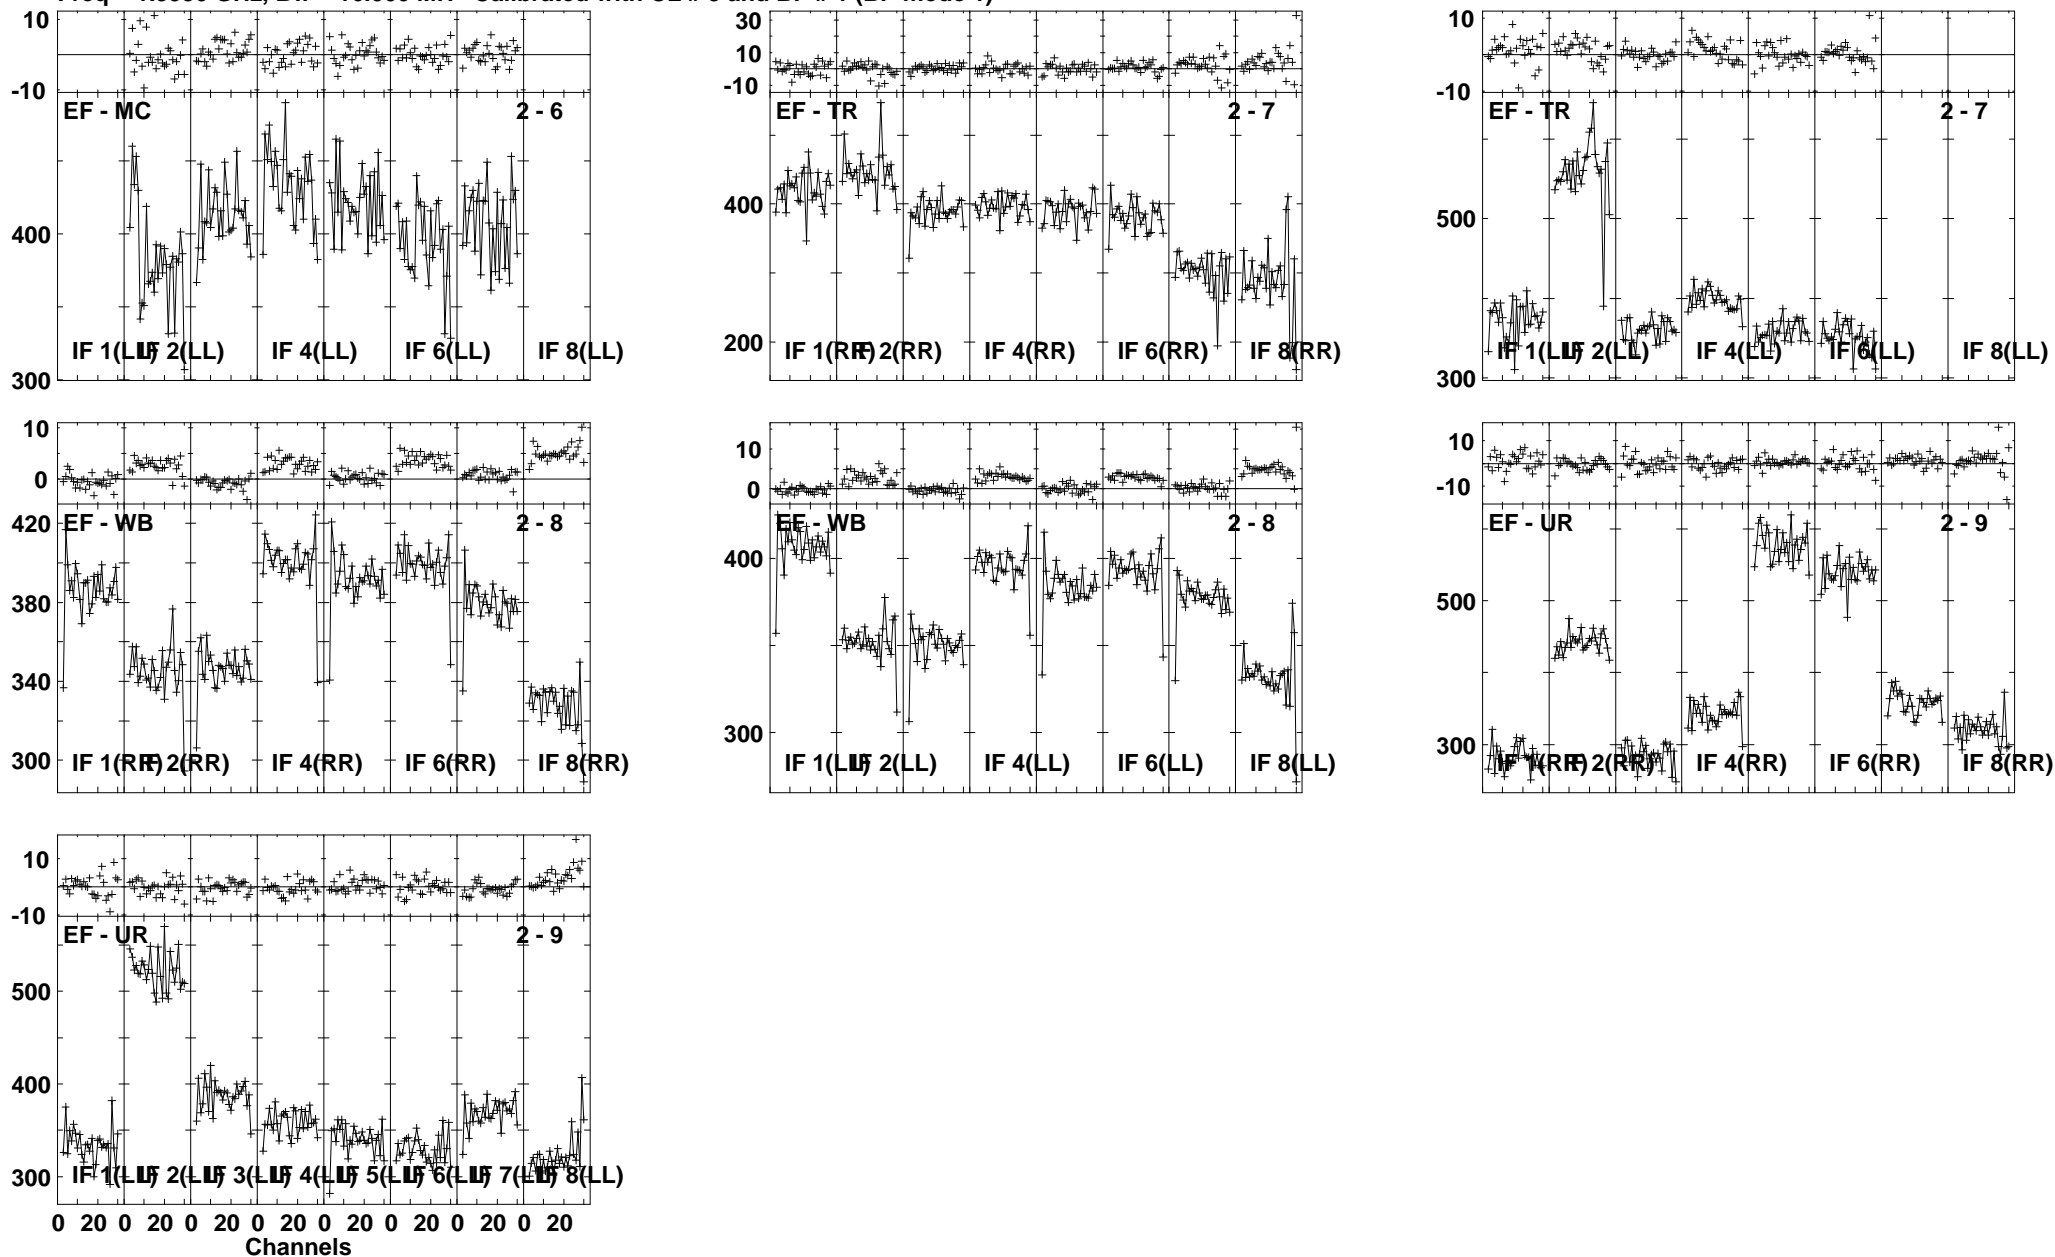 10
-10
EF - MC 2 - 6
400
300
IF 1(LL) IF 2(LL) IF 4(LL) IF 6(LL) IF 8(LL)
30
10
-10
EF - TR 2 - 7
400
200
IF 1(RR) IF 2(RR) IF 4(RR) IF 6(RR) IF 8(RR)
10
-10
EF - TR 2 - 7
500
300
IF 1(LL) IF 2(LL) IF 4(LL) IF 6(LL) IF 8(LL)
10
0
EF - WB 2 - 8
420
380
340
300
IF 1(RR) IF 2(RR) IF 4(RR) IF 6(RR) IF 8(RR)
10
0
EF - WB 2 - 8
400
300
IF 1(LL) IF 2(LL) IF 4(LL) IF 6(LL) IF 8(LL)
10
-10
EF - UR 2 - 9
500
300
IF 1(RR) IF 2(RR) IF 4(RR) IF 6(RR) IF 8(RR)
10
-10
EF - UR 2 - 9
500
400
300
IF 1(LL) IF 2(LL) IF 3(LL) IF 4(LL) IF 5(LL) IF 6(LL) IF 7(LL) IF 8(LL)
0 20 0 20 0 20 0 20 0 20 0 20 0 20 0 20
Channels